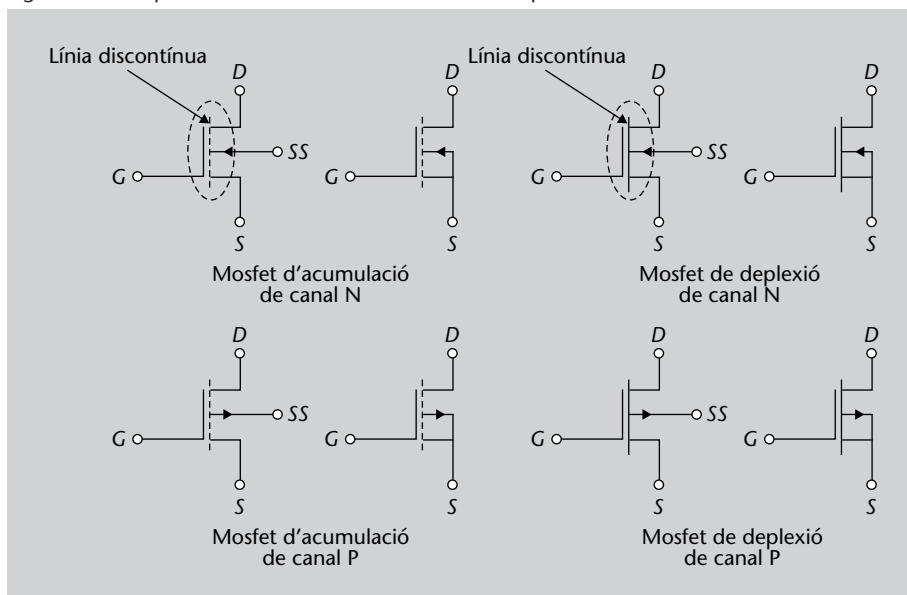 Línia discontínua
Línia discontínua
D
D
D
D
SS
SS
G
G
G
G
S
S
S
S
Mosfet d'acumulació
de canal N
Mosfet de deplexió
de canal N
D
D
D
D
SS
SS
G
G
G
G
S
S
S
S
Mosfet d'acumulació
de canal P
Mosfet de deplexió
de canal P